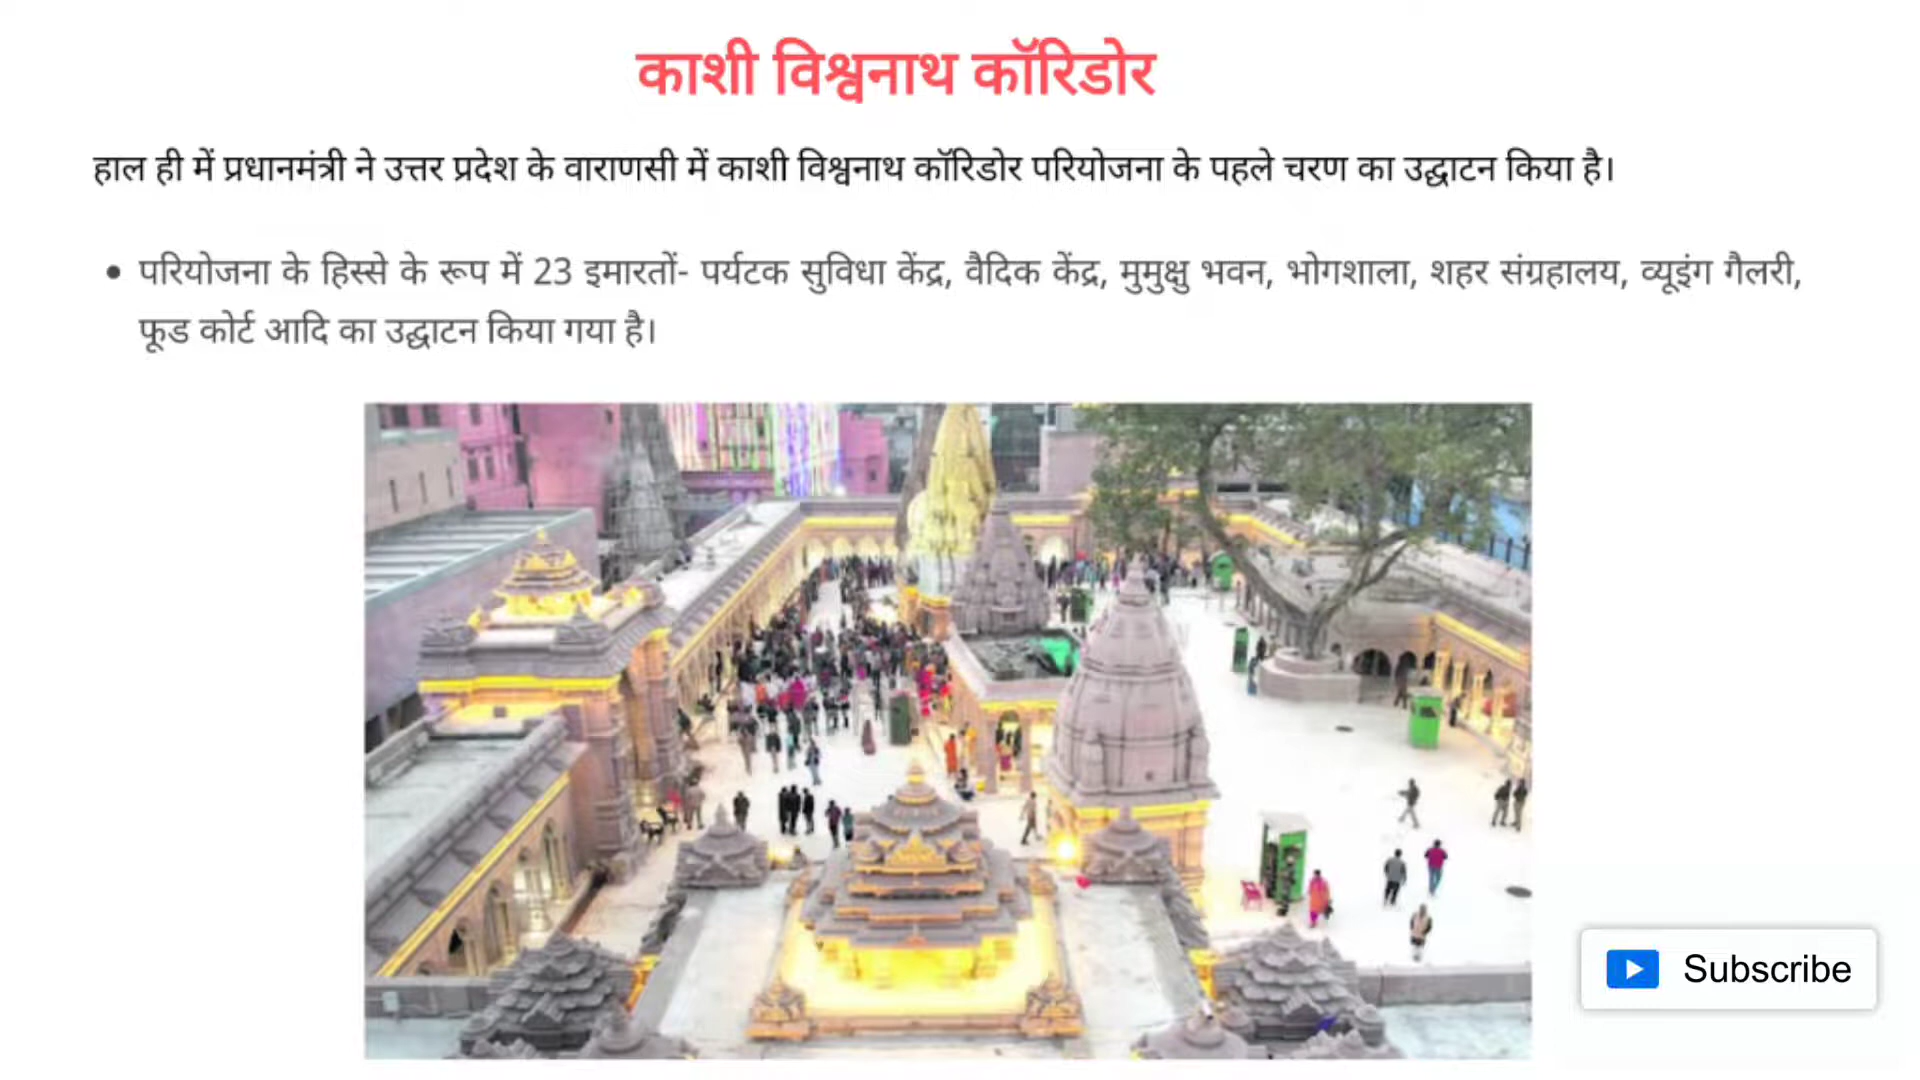 काशी विश्वनाथ कॉरिडोर
हाल ही में प्रधानमंत्री ने उत्तर प्रदेश के वाराणसी में काशी विश्वनाथ कॉरिडोर परियोजना के पहले चरण का उद्घाटन किया है।
• परियोजना के हिस्से के रूप में 23 इमारतों- पर्यटक सुविधा केंद्र, वैदिक केंद्र, मुमुक्षु भवन, भोगशाला, शहर संग्रहालय, व्यूइंग गैलरी,
फूड कोर्ट आदि का उद्घाटन किया गया है।
Subscribe